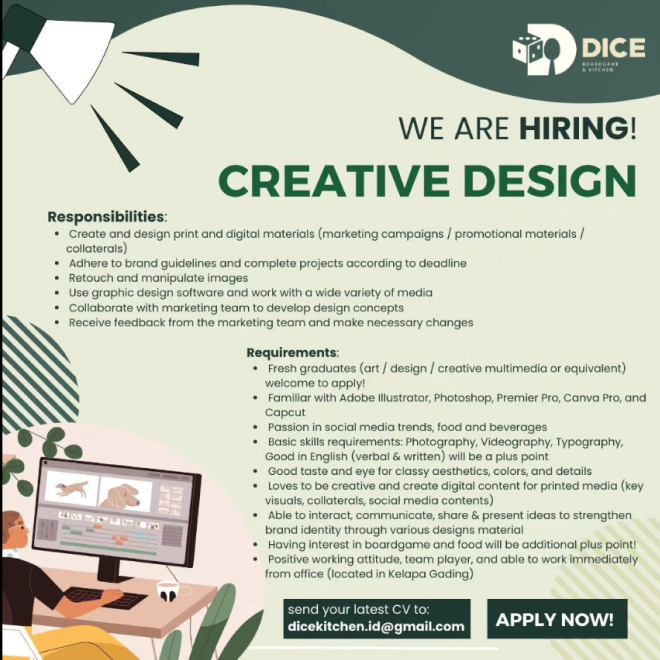 DICE
BOARDGAME
& KITCHEN
WE ARE HIRING!
CREATIVE DESIGN
Responsibilities:
• Create and design print and digital materials (marketing campaigns / promotional materials /
collaterals)
• Adhere to brand guidelines and complete projects according to deadline
• Retouch and manipulate images
• Use graphic design software and work with a wide variety of media
• Collaborate with marketing team to develop design concepts
• Receive feedback from the marketing team and make necessary changes
Requirements:
• Fresh graduates (art / design / creative multimedia or equivalent)
welcome to apply!
• Familiar with Adobe Illustrator, Photoshop, Premier Pro, Canva Pro, and
Capcut
• Passion in social media trends, food and beverages
• Basic skills requirements: Photography, Videography, Typography,
Good in English (verbal & written) will be a plus point
• Good taste and eye for classy aesthetics, colors, and details
• Loves to be creative and create digital content for printed media (key
visuals, collaterals, social media contents)
• Able to interact, communicate, share & present ideas to strengthen
brand identity through various designs material
• Having interest in boardgame and food will be additional plus point!
• Positive working attitude, team player, and able to work immediately
from office (located in Kelapa Gading)
send your latest CV to:
dicekitchen.id@gmail.com
APPLY NOW!